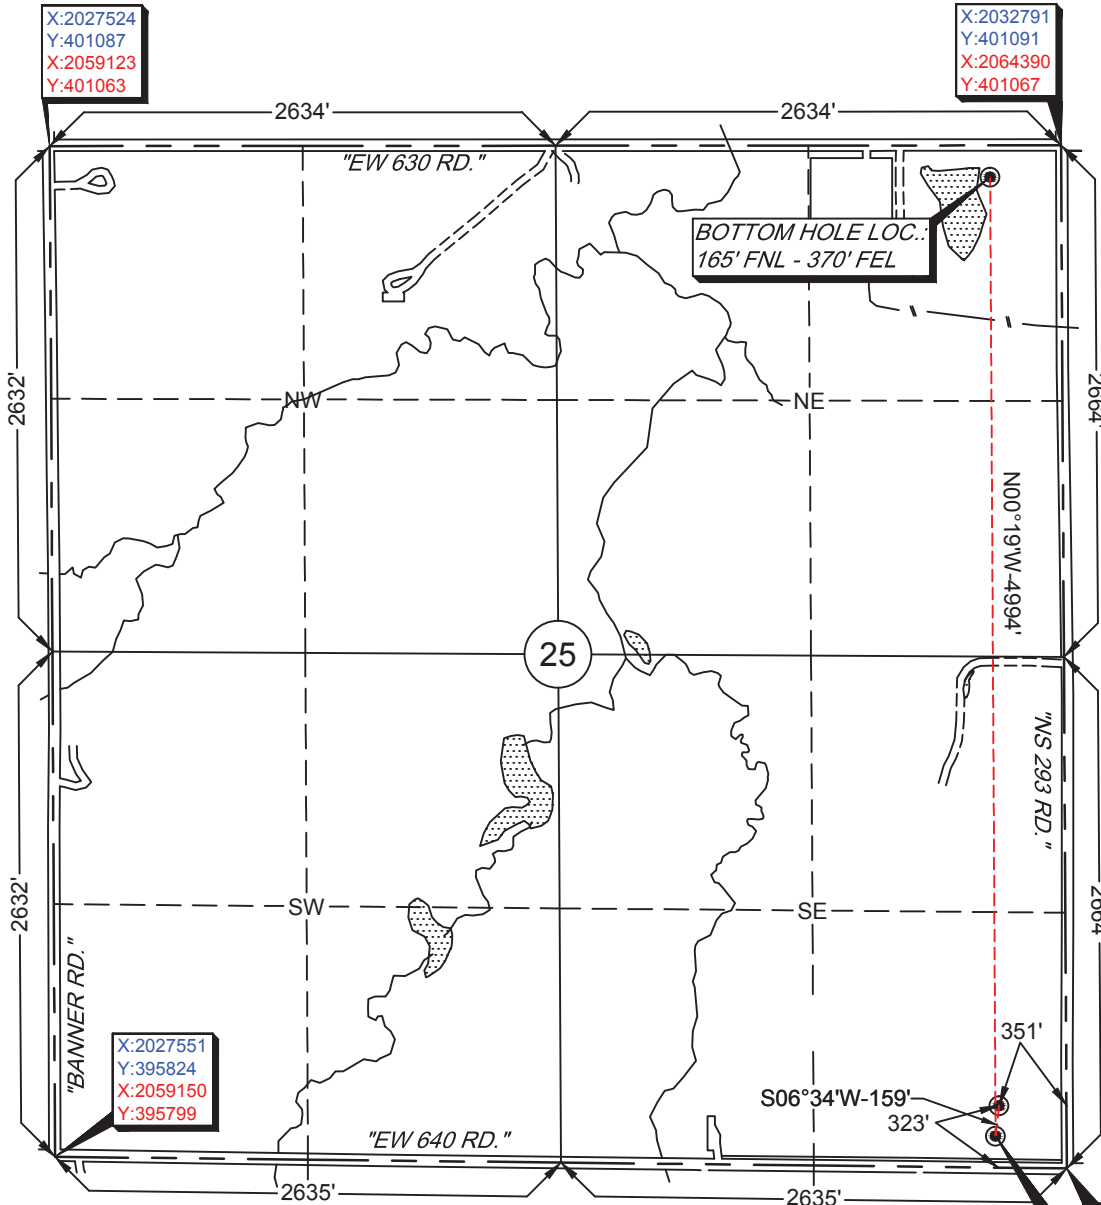 X:2027524
Y:401087
X:2059123
Y:401063
X:2032791
Y:401091
X:2064390
Y:401067
2634'
2634'
"EW 630 RD."
BOTTOM HOLE LOC.:
165' FNL - 370' FEL
2632'
2664'
NW
NE
N00°19'W-4994'
25
"NS 293 RD."
2632'
2664'
SW
SE
"BANNER RD."
X:2027551
Y:395824
X:2059150
Y:395799
351'
S06°34'W-159'
323'
"EW 640 RD."
2635'
2635'